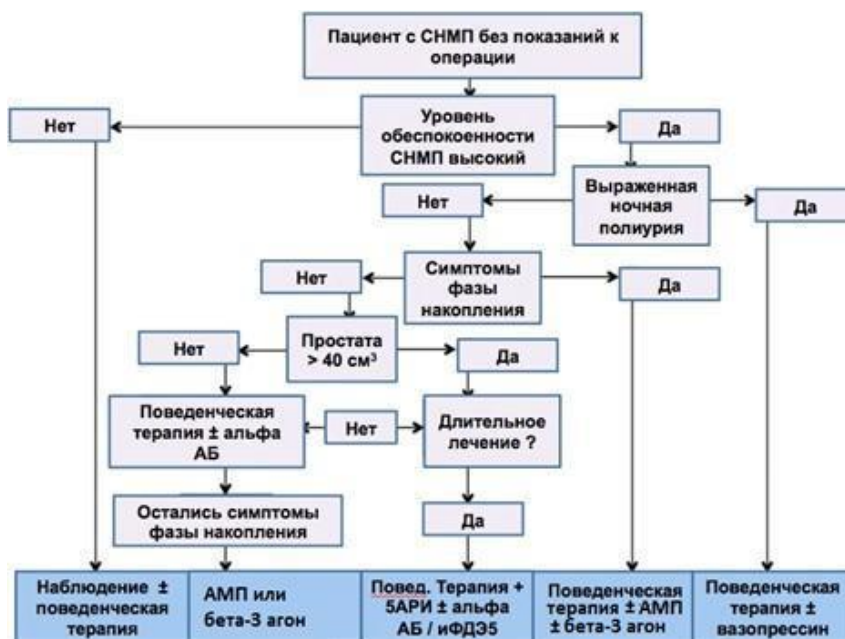 Пациент с СНМП без показаний к
операции
Нет
Уровень
обеспокоенности
СНМП высокий
Да
Нет
Выраженная
ночная
полиурия
Да
Нет
Симптомы
фазы
накопления
Да
Нет
Простата
> 40 см³
Да
Поведенческая
терапия ± альфа
АБ
Нет
Длительное
лечение ?
Остались симптомы
фазы накопления
Да
Наблюдение ±
поведенческая
терапия
АМП или
бета-3 агон
Повед. Терапия +
5АРИ ± альфа
АБ / иФДЭ5
Поведенческая
терапия ± АМП
± бета-3 агон
Поведенческая
терапия ±
вазопрессин